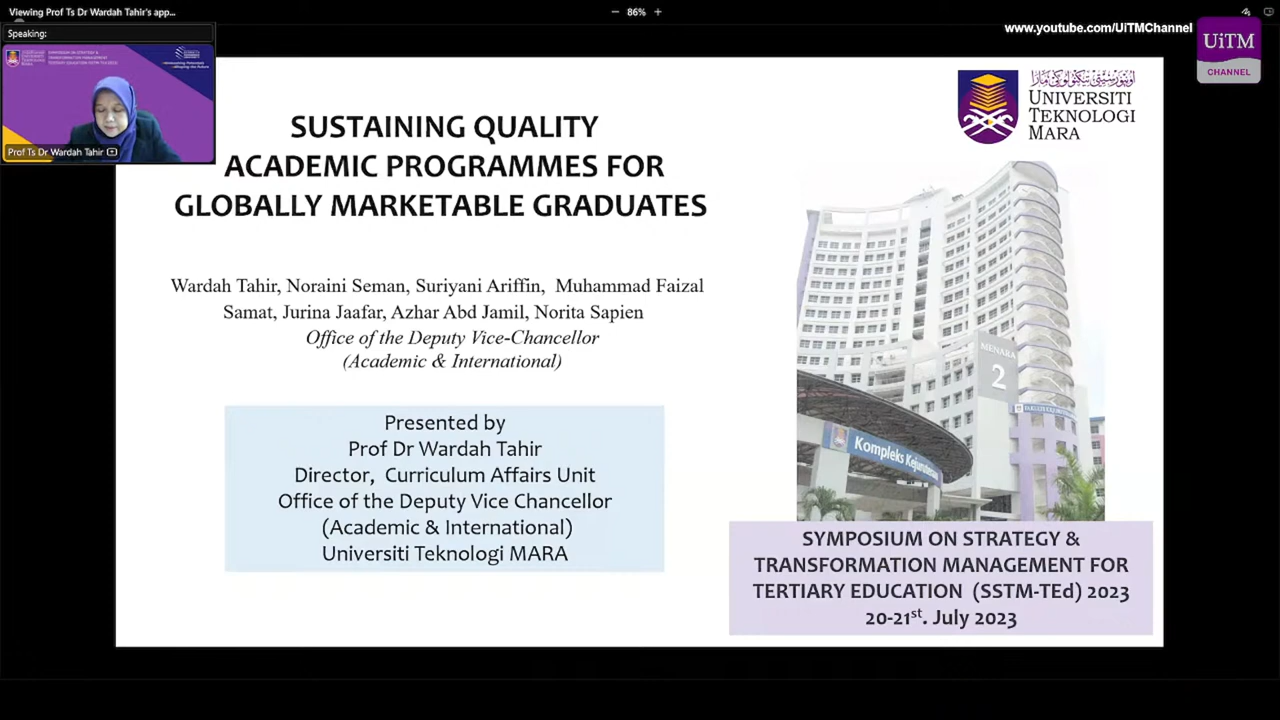 Viewing Prof Ts Dr Wardah Tahir's app...
86%
Speaking:
Prof Ts Dr Wardah Tahir
www.youtube.com/UiTMChannel
UiTM
CHANNEL
UNIVERSITI
TEKNOLOGI
MARA
SUSTAINING QUALITY
ACADEMIC PROGRAMMES FOR
GLOBALLY MARKETABLE GRADUATES
Wardah Tahir, Noraini Seman, Suriyani Ariffin, Muhammad Faizal
Samat, Jurina Jaafar, Azhar Abd Jamil, Norita Sapien
Office of the Deputy Vice-Chancellor
(Academic & International)
Presented by
Prof Dr Wardah Tahir
Director, Curriculum Affairs Unit
Office of the Deputy Vice Chancellor
(Academic & International)
Universiti Teknologi MARA
MENARA
2
Kompleks Kejuruteraan
SYMPOSIUM ON STRATEGY &
TRANSFORMATION MANAGEMENT FOR
TERTIARY EDUCATION (SSTM-TEd) 2023
20-21st. July 2023